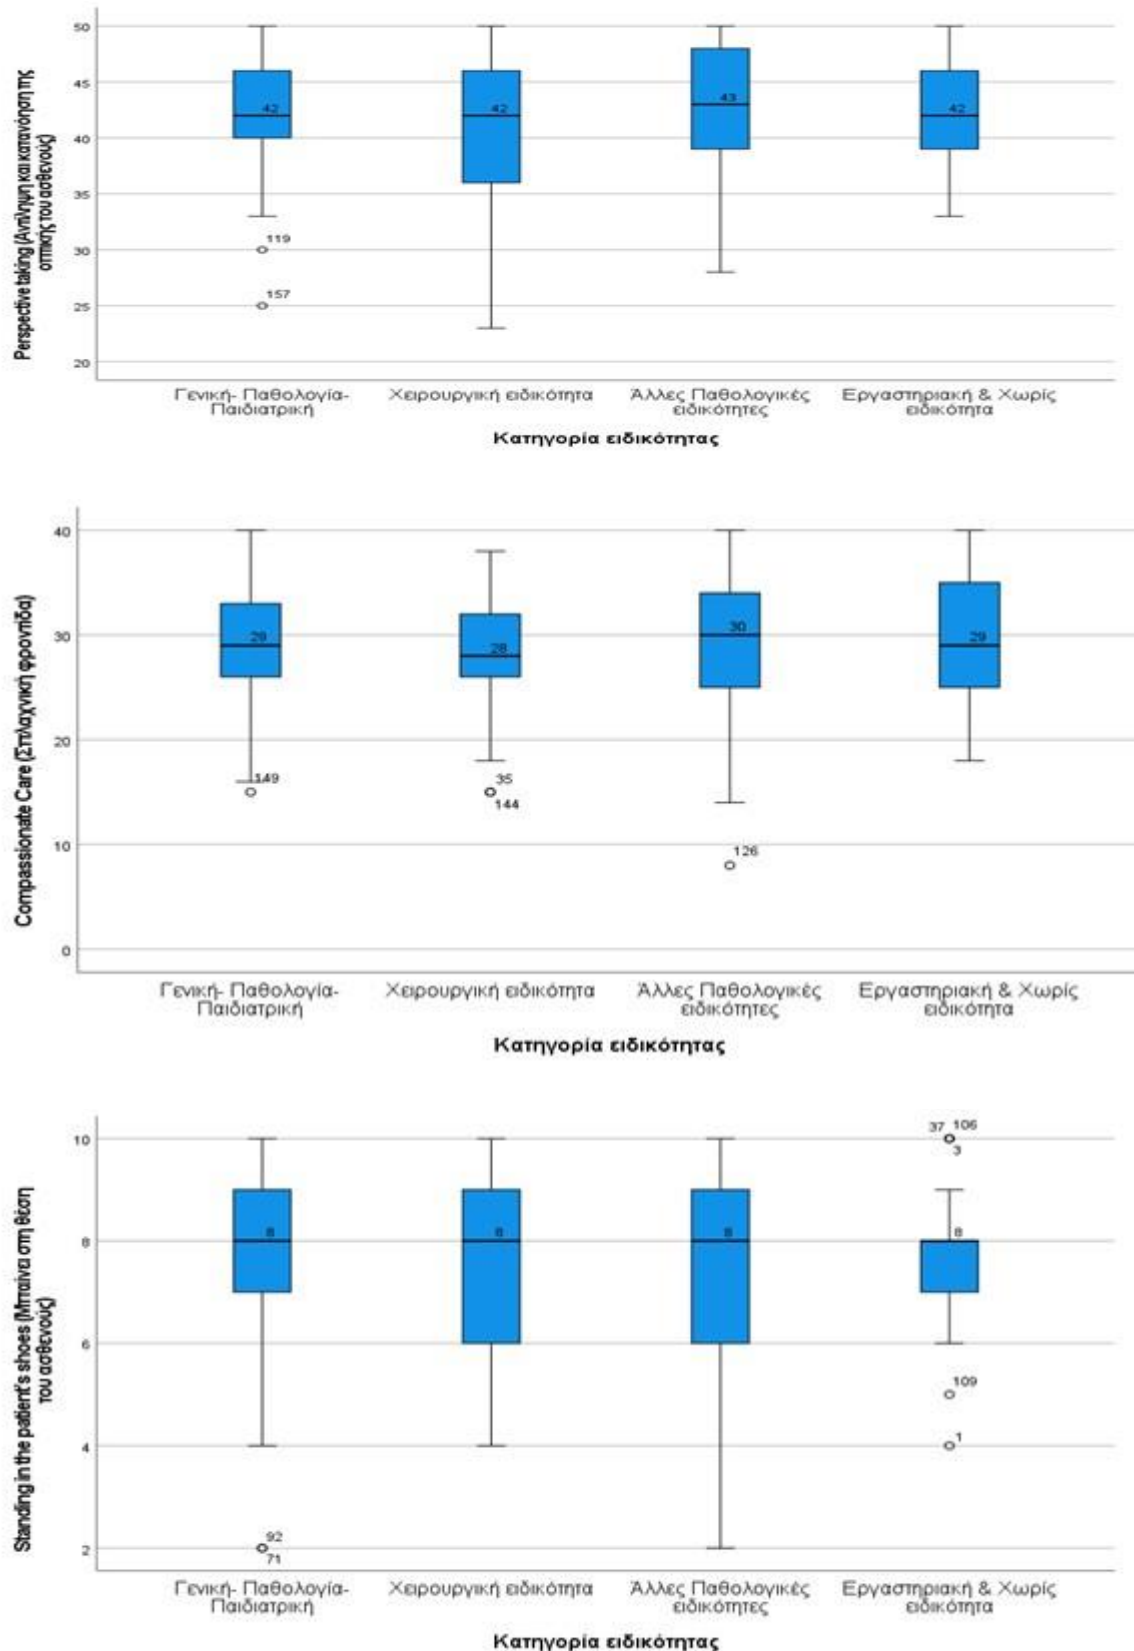 Perspective taking (Αντίληψη και κατανόηση της
οπτικής του ασθενούς)
50
45
40
35
30
25
20
42
42
43
42
119
157
Γενική- Παθολογία-
Παιδιατρική
Χειρουργική ειδικότητα
Άλλες Παθολογικές
ειδικότητες
Εργαστηριακή & Χωρίς
ειδικότητα
Κατηγορία ειδικότητας
Compassionate Care (Σπλαχνική φροντίδα)
40
30
20
10
0
29
28
30
29
149
35
144
126
Γενική- Παθολογία-
Παιδιατρική
Χειρουργική ειδικότητα
Άλλες Παθολογικές
ειδικότητες
Εργαστηριακή & Χωρίς
ειδικότητα
Κατηγορία ειδικότητας
Standing in the patient's shoes (Μπαίνει στη θέση
του ασθενούς)
10
8
6
4
2
37 106
3
8
8
8
8
109
1
92
71
Γενική- Παθολογία-
Παιδιατρική
Χειρουργική ειδικότητα
Άλλες Παθολογικές
ειδικότητες
Εργαστηριακή & Χωρίς
ειδικότητα
Κατηγορία ειδικότητας